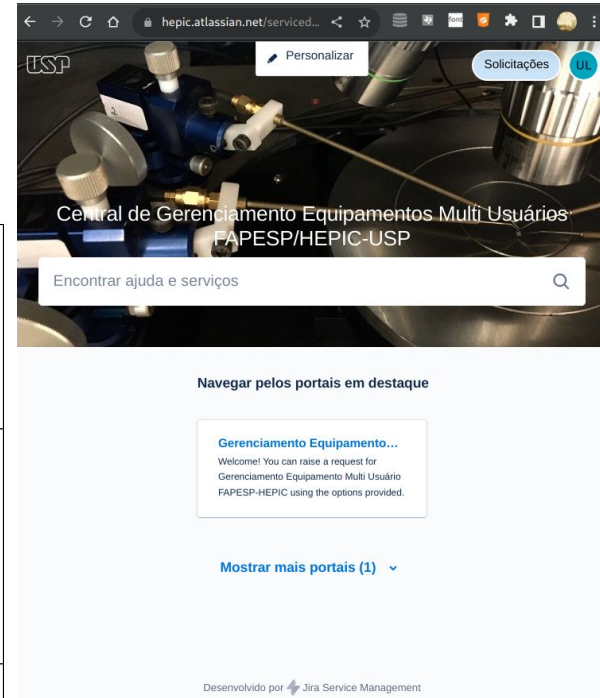 hepic.atlassian.net/serviced...
font
USP
Personalizar
Solicitações
UL
Central de Gerenciamento Equipamentos Multi Usuários
FAPESP/HEPIC-USP
Encontrar ajuda e serviços
Navegar pelos portais em destaque
Gerenciamento Equipamento...
Welcome! You can raise a request for
Gerenciamento Equipamento Multi Usuário
FAPESP-HEPIC using the options provided.
Mostrar mais portais (1)
Desenvolvido por Jira Service Management